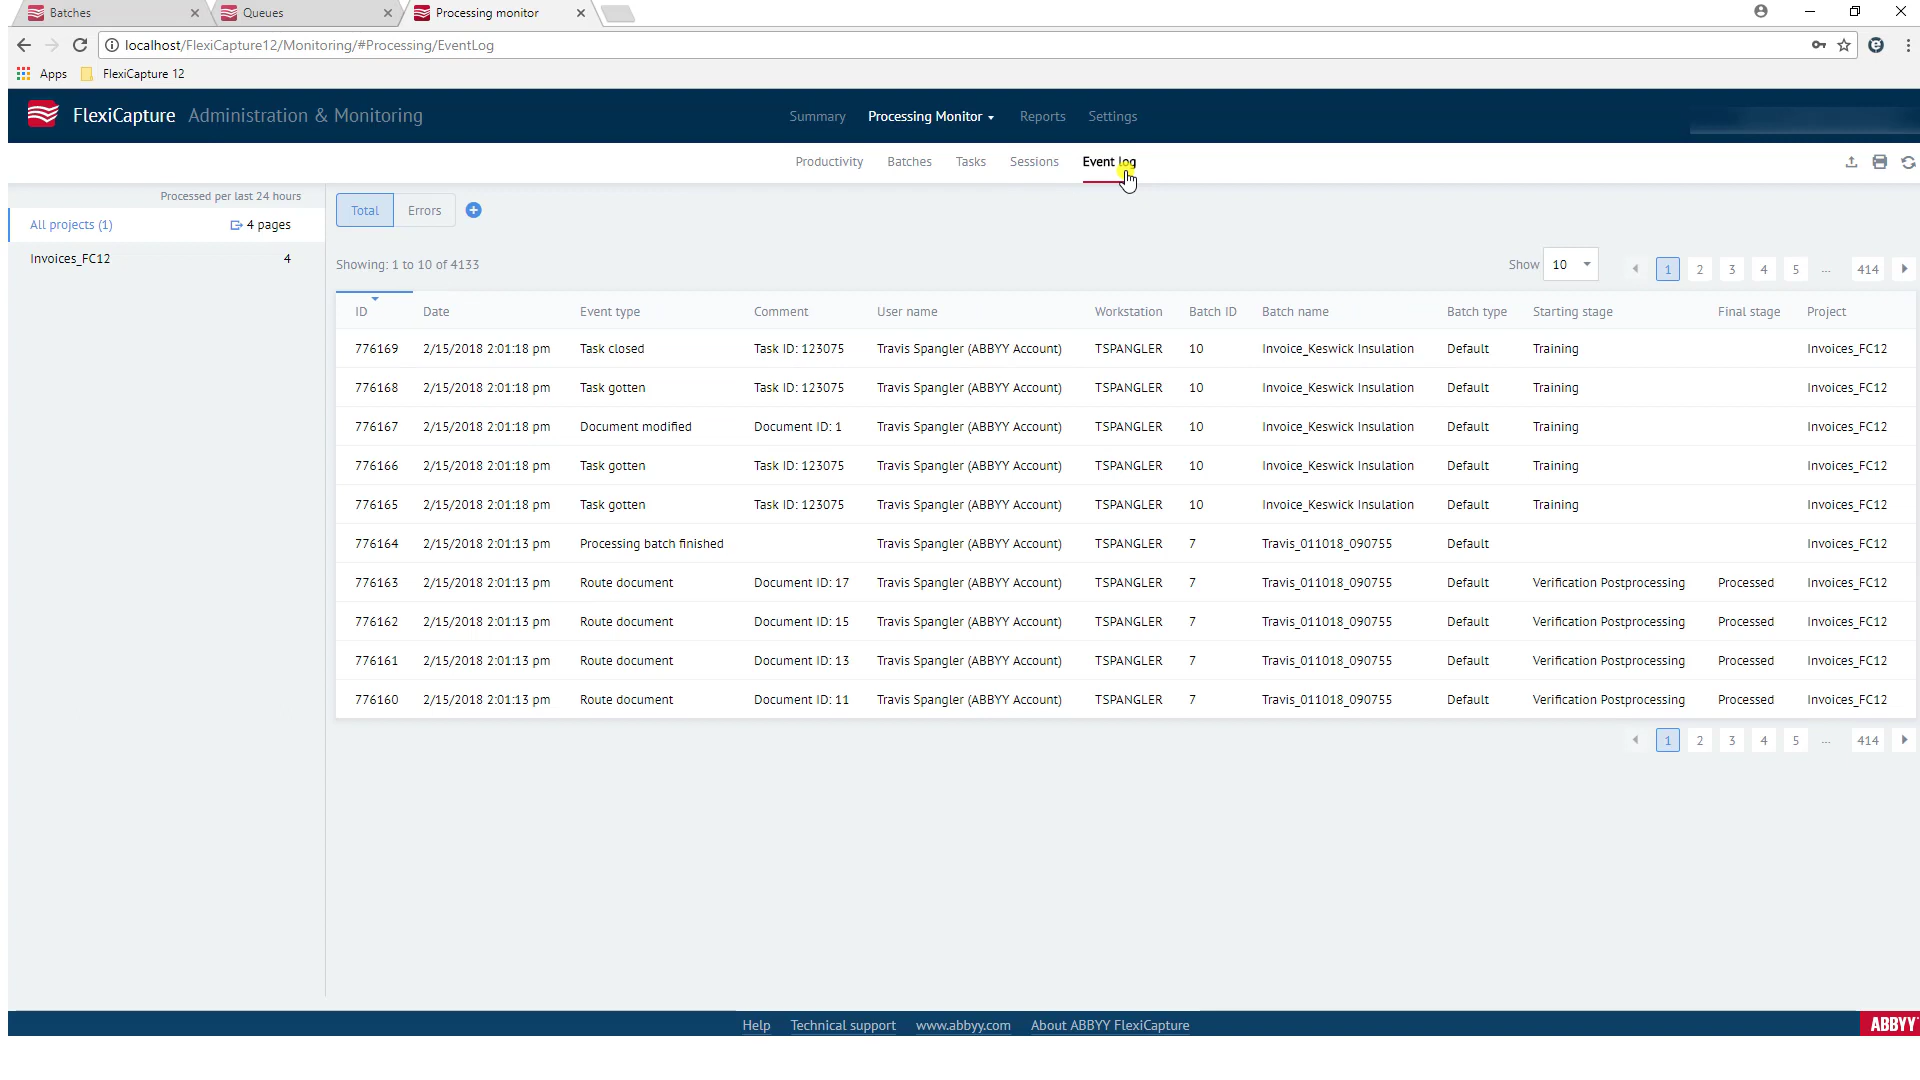 Batches Queues Processing monitor
localhost/FlexiCapture12/Monitoring/#Processing/EventLog
Apps FlexiCapture 12
FlexiCapture Administration & Monitoring Summary Processing Monitor Reports Settings
Productivity Batches Tasks Sessions Event log
Processed per last 24 hours
All projects (1) 4 pages
Invoices_FC12 4
Total Errors
Showing: 1 to 10 of 4133 Show 10 1 2 3 4 5 ... 414
ID Date Event type Comment User name Workstation Batch ID Batch name Batch type Starting stage Final stage Project
776169 2/15/2018 2:01:18 pm Task closed Task ID: 123075 Travis Spangler (ABBYY Account) TSPANGLER 10 Invoice_Keswick Insulation Default Training Invoices_FC12
776168 2/15/2018 2:01:18 pm Task gotten Task ID: 123075 Travis Spangler (ABBYY Account) TSPANGLER 10 Invoice_Keswick Insulation Default Training Invoices_FC12
776167 2/15/2018 2:01:18 pm Document modified Document ID: 1 Travis Spangler (ABBYY Account) TSPANGLER 10 Invoice_Keswick Insulation Default Training Invoices_FC12
776166 2/15/2018 2:01:18 pm Task gotten Task ID: 123075 Travis Spangler (ABBYY Account) TSPANGLER 10 Invoice_Keswick Insulation Default Training Invoices_FC12
776165 2/15/2018 2:01:18 pm Task gotten Task ID: 123075 Travis Spangler (ABBYY Account) TSPANGLER 10 Invoice_Keswick Insulation Default Training Invoices_FC12
776164 2/15/2018 2:01:13 pm Processing batch finished Travis Spangler (ABBYY Account) TSPANGLER 7 Travis_011018_090755 Default Invoices_FC12
776163 2/15/2018 2:01:13 pm Route document Document ID: 17 Travis Spangler (ABBYY Account) TSPANGLER 7 Travis_011018_090755 Default Verification Postprocessing Processed Invoices_FC12
776162 2/15/2018 2:01:13 pm Route document Document ID: 15 Travis Spangler (ABBYY Account) TSPANGLER 7 Travis_011018_090755 Default Verification Postprocessing Processed Invoices_FC12
776161 2/15/2018 2:01:13 pm Route document Document ID: 13 Travis Spangler (ABBYY Account) TSPANGLER 7 Travis_011018_090755 Default Verification Postprocessing Processed Invoices_FC12
776160 2/15/2018 2:01:13 pm Route document Document ID: 11 Travis Spangler (ABBYY Account) TSPANGLER 7 Travis_011018_090755 Default Verification Postprocessing Processed Invoices_FC12
1 2 3 4 5 ... 414
Help Technical support www.abbyy.com About ABBYY FlexiCapture ABBYY